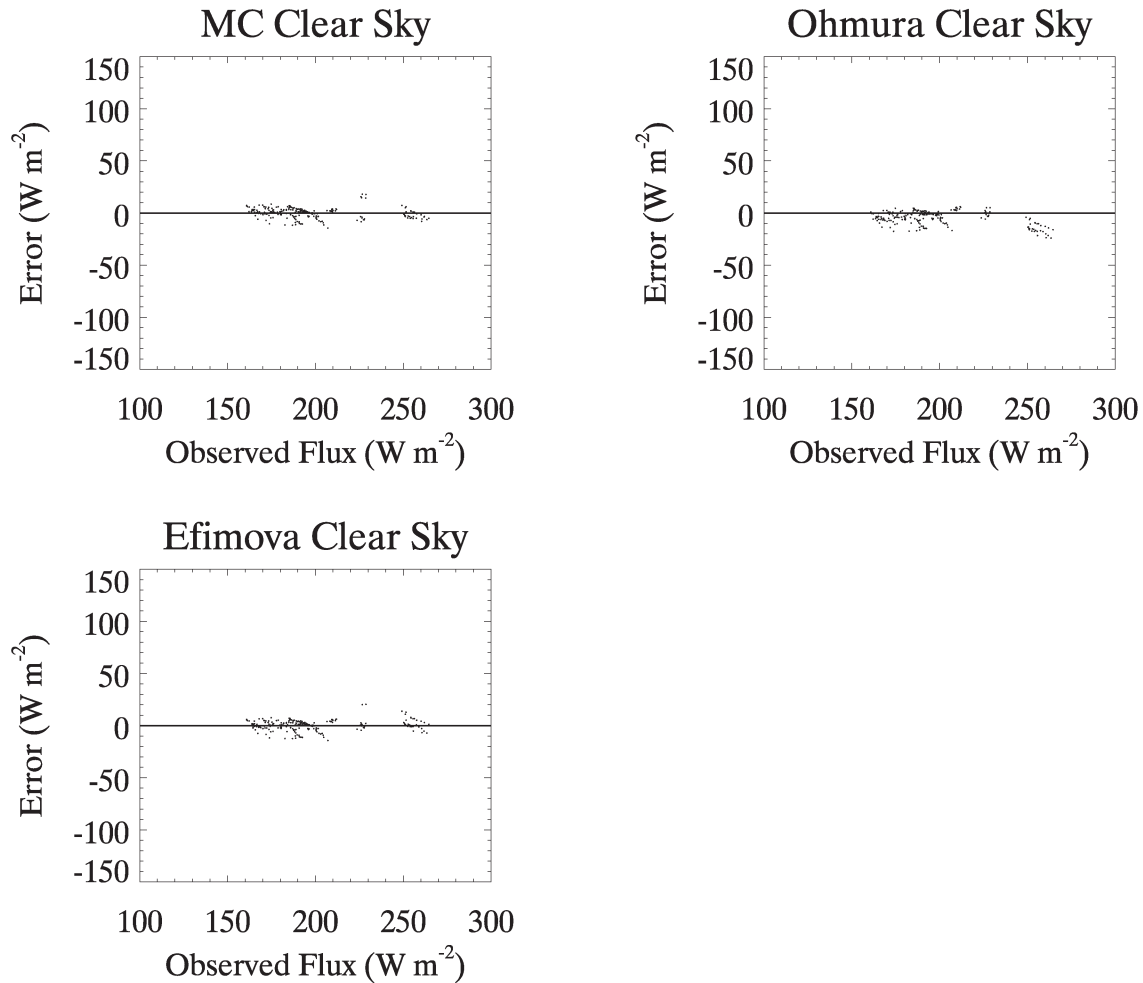 MC Clear Sky
150
100
50
0
-50
-100
-150
Error (W m-2)
100 150 200 250 300
Observed Flux (W m-2)
Ohmura Clear Sky
150
100
50
0
-50
-100
-150
Error (W m-2)
100 150 200 250 300
Observed Flux (W m-2)
Efimova Clear Sky
150
100
50
0
-50
-100
-150
Error (W m-2)
100 150 200 250 300
Observed Flux (W m-2)